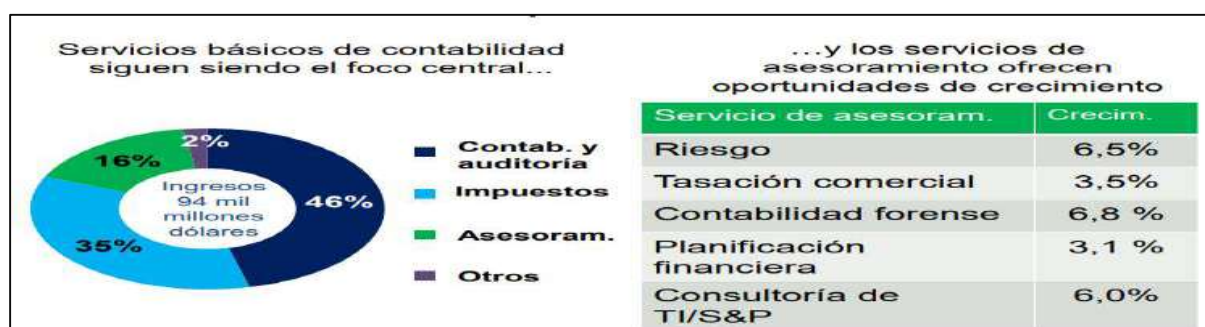 Servicios básicos de contabilidad
siguen siendo el foco central...
2%
16%
46%
35%
Ingresos
94 mil
millones
dólares
Contab. y
auditoría
Impuestos
Asesoram.
Otros
...y los servicios de
asesoramiento ofrecen
oportunidades de crecimiento
Servicio de asesoram. Crecim.
Riesgo 6,5%
Tasación comercial 3,5%
Contabilidad forense 6,8 %
Planificación
financiera 3,1 %
Consultoría de
TI/S&P 6,0%